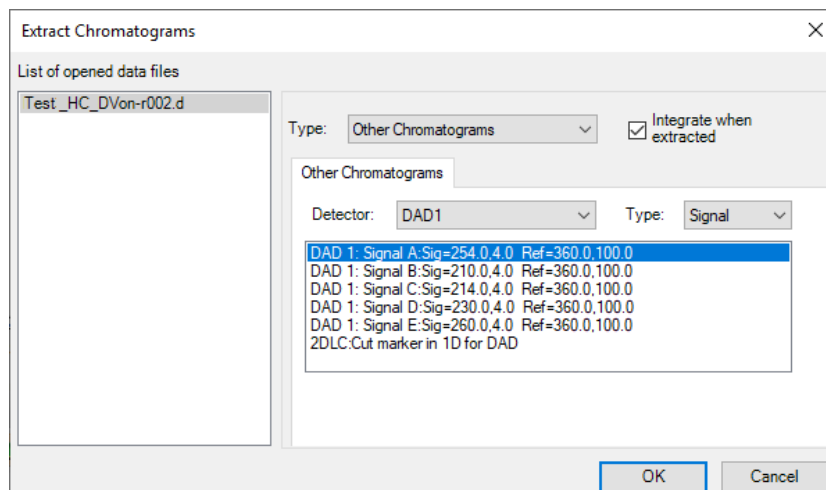 Extract Chromatograms
List of opened data files
Test _HC_DVon-r002.d
Type: Other Chromatograms
Integrate when
extracted
Other Chromatograms
Detector: DAD1 Type: Signal
DAD 1: Signal A:Sig=254.0,4.0 Ref=360.0,100.0
DAD 1: Signal B:Sig=210.0,4.0 Ref=360.0,100.0
DAD 1: Signal C:Sig=214.0,4.0 Ref=360.0,100.0
DAD 1: Signal D:Sig=230.0,4.0 Ref=360.0,100.0
DAD 1: Signal E:Sig=260.0,4.0 Ref=360.0,100.0
2DLC:Cut marker in 1D for DAD
OK Cancel